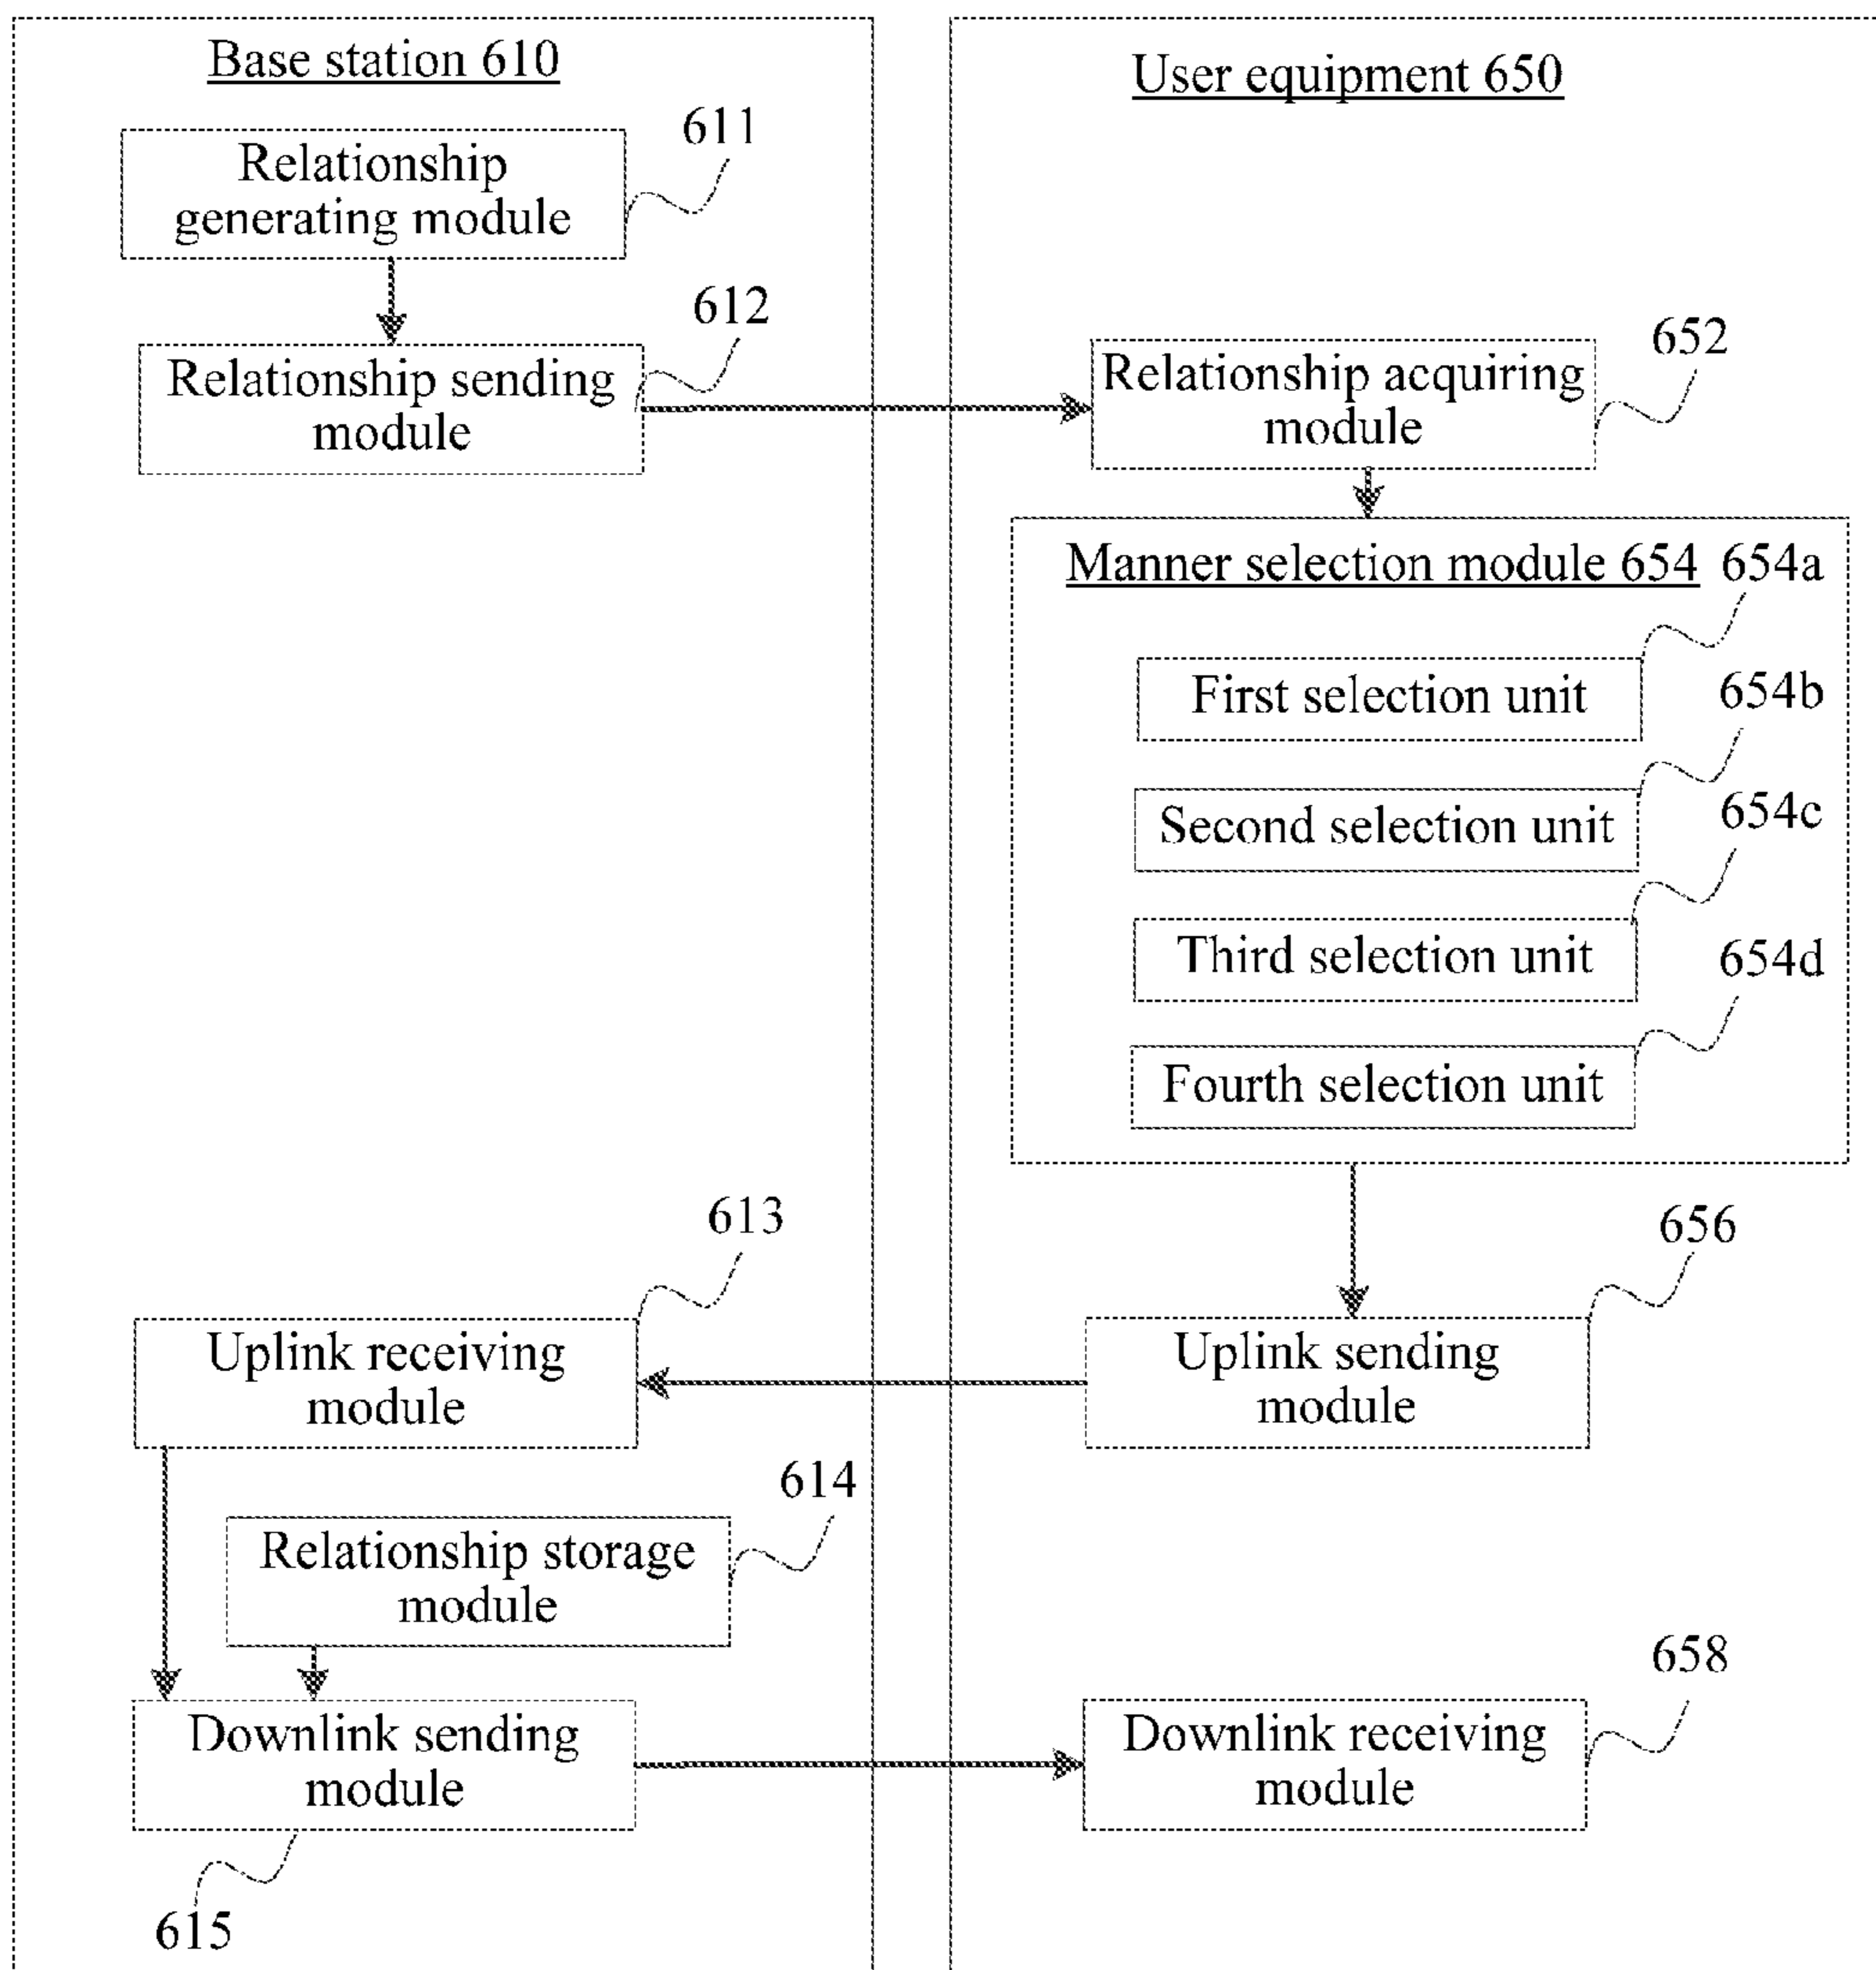 Base station 610
611
Relationship
generating module
612
Relationship sending
module
User equipment 650
652
Relationship acquiring
module
Manner selection module 654
654a
First selection unit
654b
Second selection unit
654c
Third selection unit
654d
Fourth selection unit
613
Uplink receiving
module
656
Uplink sending
module
614
Relationship storage
module
Downlink sending
module
615
658
Downlink receiving
module